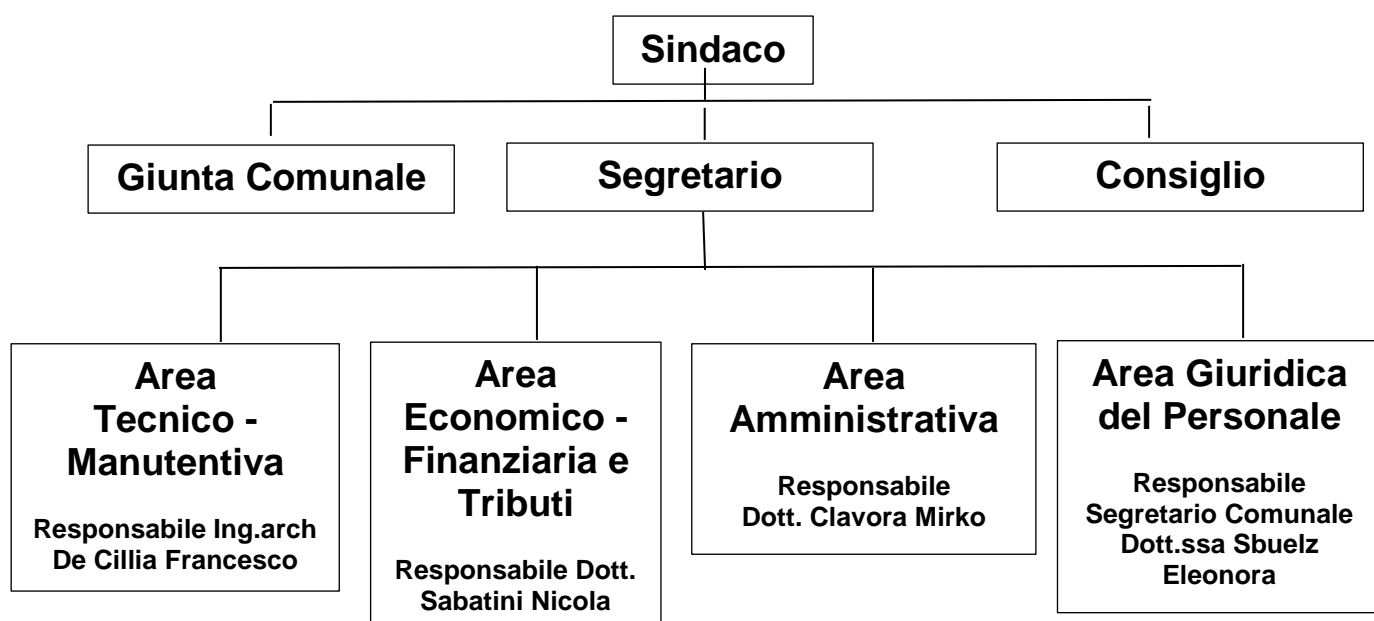 Sindaco
Giunta Comunale
Segretario
Consiglio
Area
Tecnico -
Manutentiva
Responsabile Ing.arch
De Cillia Francesco
Area
Economico -
Finanziaria e
Tributi
Responsabile Dott.
Sabatini Nicola
Area
Amministrativa
Responsabile
Dott. Clavora Mirko
Area Giuridica
del Personale
Responsabile
Segretario Comunale
Dott.ssa Sbuelz
Eleonora